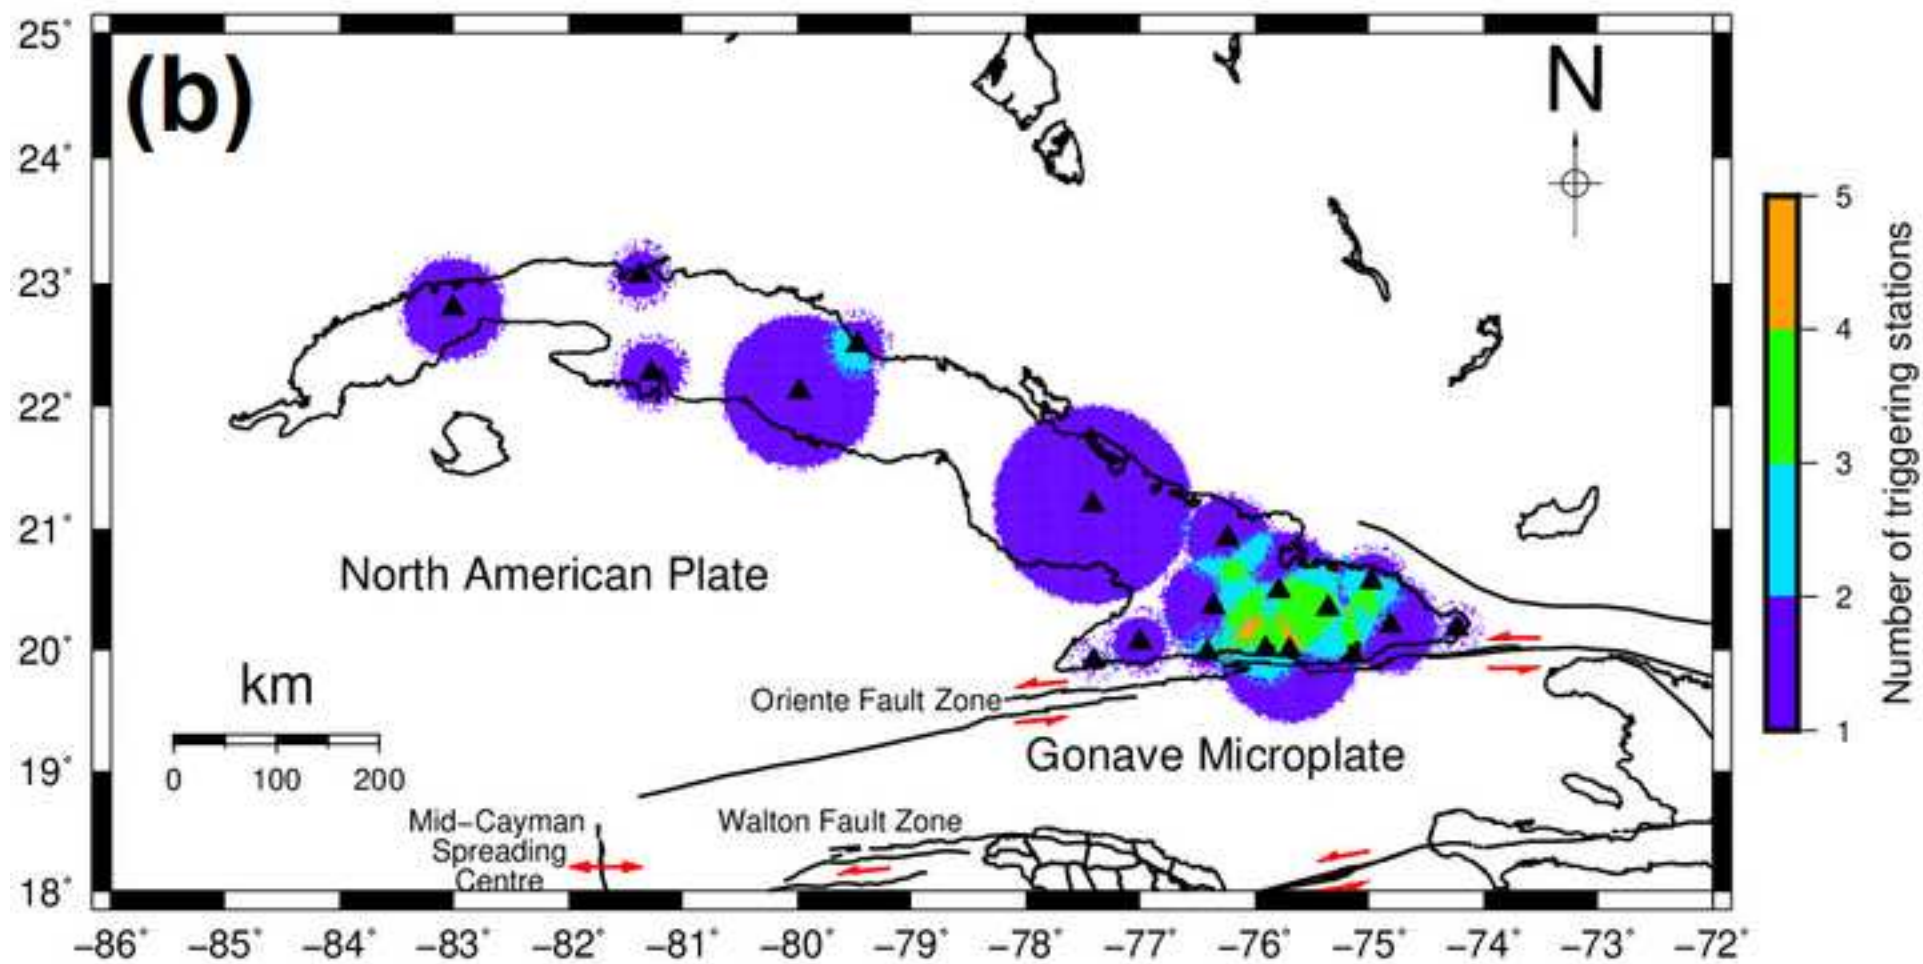 (b)
N
25°
24°
23°
22°
21°
20°
19°
18°
North American Plate
km
0 100 200
Oriente Fault Zone
Gonave Microplate
Mid–Cayman
Spreading
Centre
Walton Fault Zone
−86° −85° −84° −83° −82° −81° −80° −79° −78° −77° −76° −75° −74° −73° −72°
5
4
3
2
1
Number of triggering stations